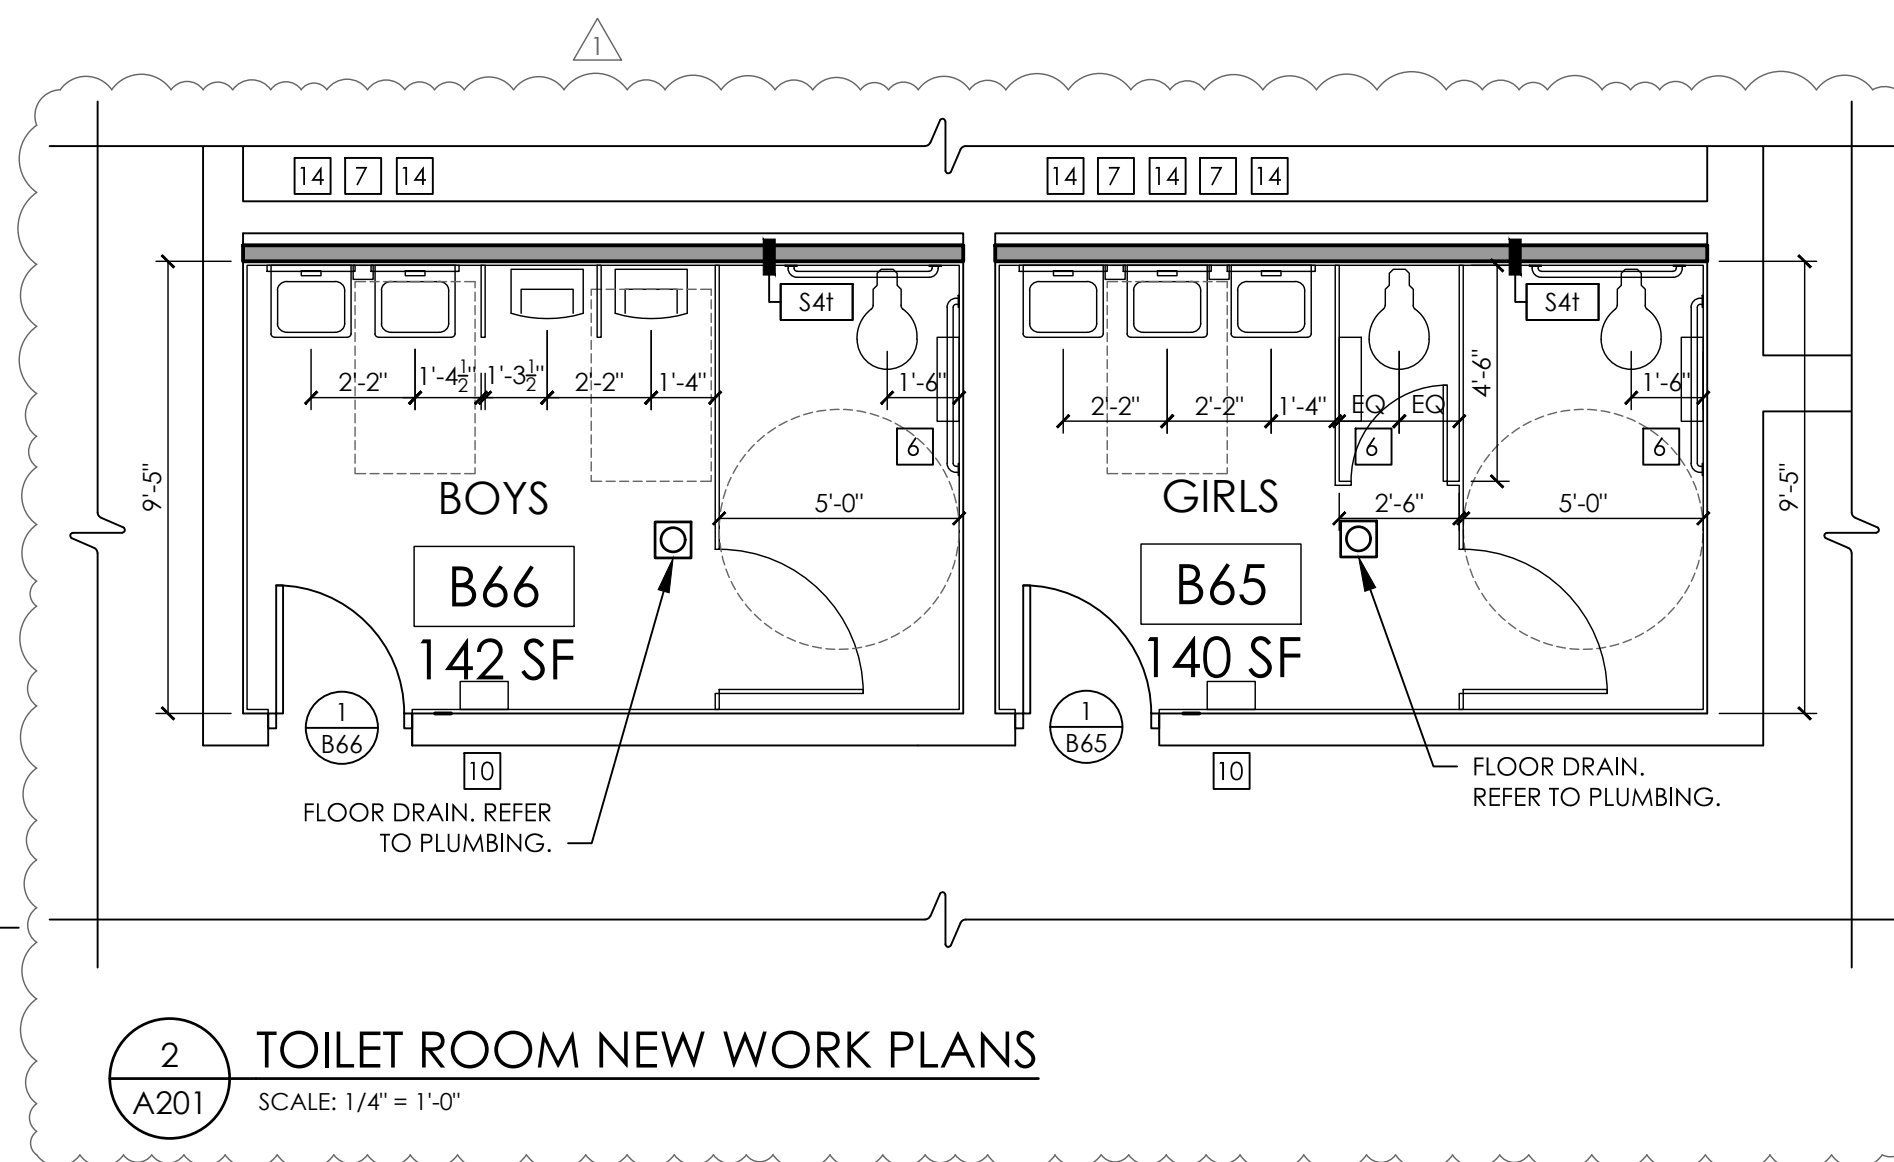 1
14 7 14
14 7 14 7 14
S4t
S4t
2'-2" 1'-4½" 1'-3½" 2'-2" 1'-4" 1'-6"
2'-2" 2'-2" 1'-4" EQ EQ 4'-6" 1'-6"
6
6
6
9'-5"
BOYS
5'-0"
GIRLS
2'-6"
5'-0"
9'-5"
B66
142 SF
B65
140 SF
1
B66
1
B65
10
10
FLOOR DRAIN. REFER
TO PLUMBING.
FLOOR DRAIN.
REFER TO PLUMBING.
2
A201
TOILET ROOM NEW WORK PLANS
SCALE: 1/4" = 1'-0"